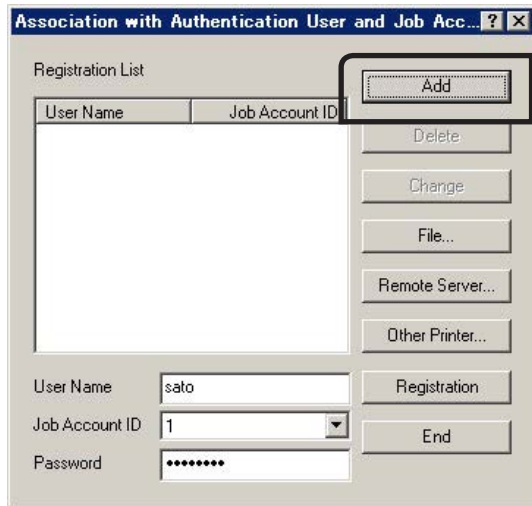 Association with Authentication User and Job Acc...
Registration List
Add
User Name Job Account ID
Delete
Change
File...
Remote Server...
Other Printer...
User Name sato
Registration
Job Account ID 1
End
Password ••••••••